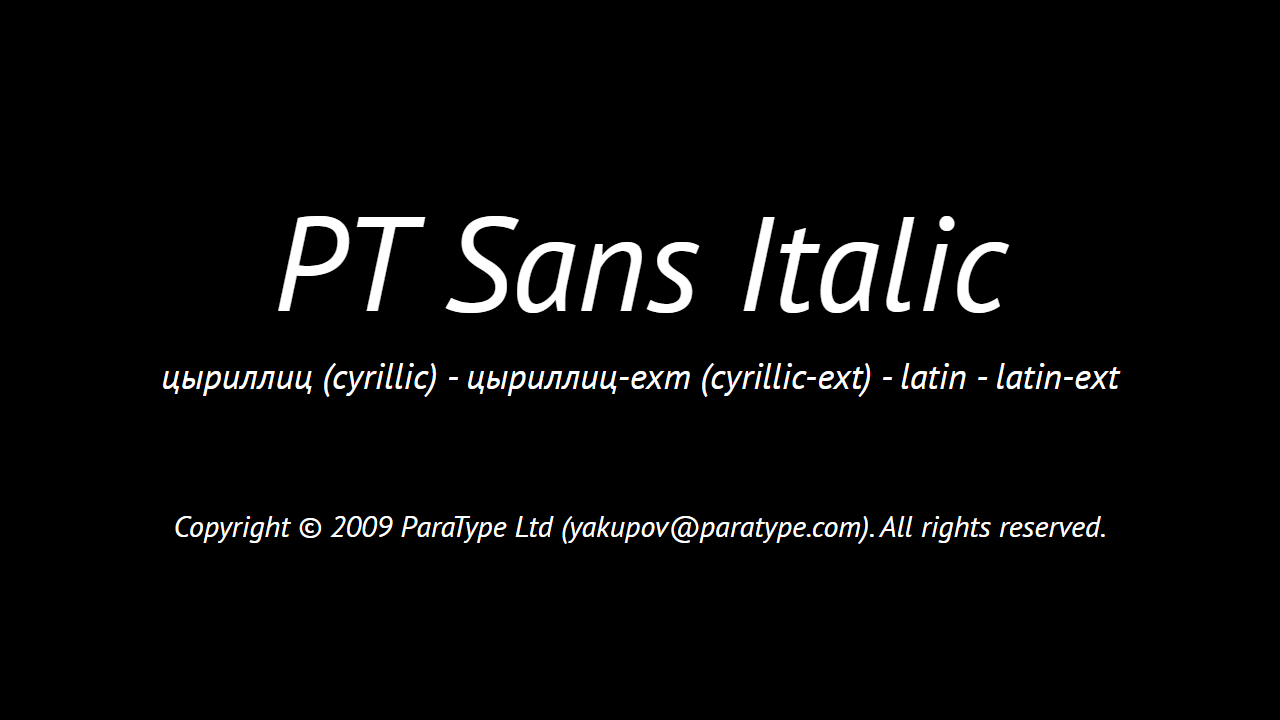 PT Sans Italic
цыриллиц (cyrillic) - цыриллиц-ехт (cyrillic-ext) - latin - latin-ext
Copyright © 2009 ParaType Ltd (yakupov@paratype.com). All rights reserved.